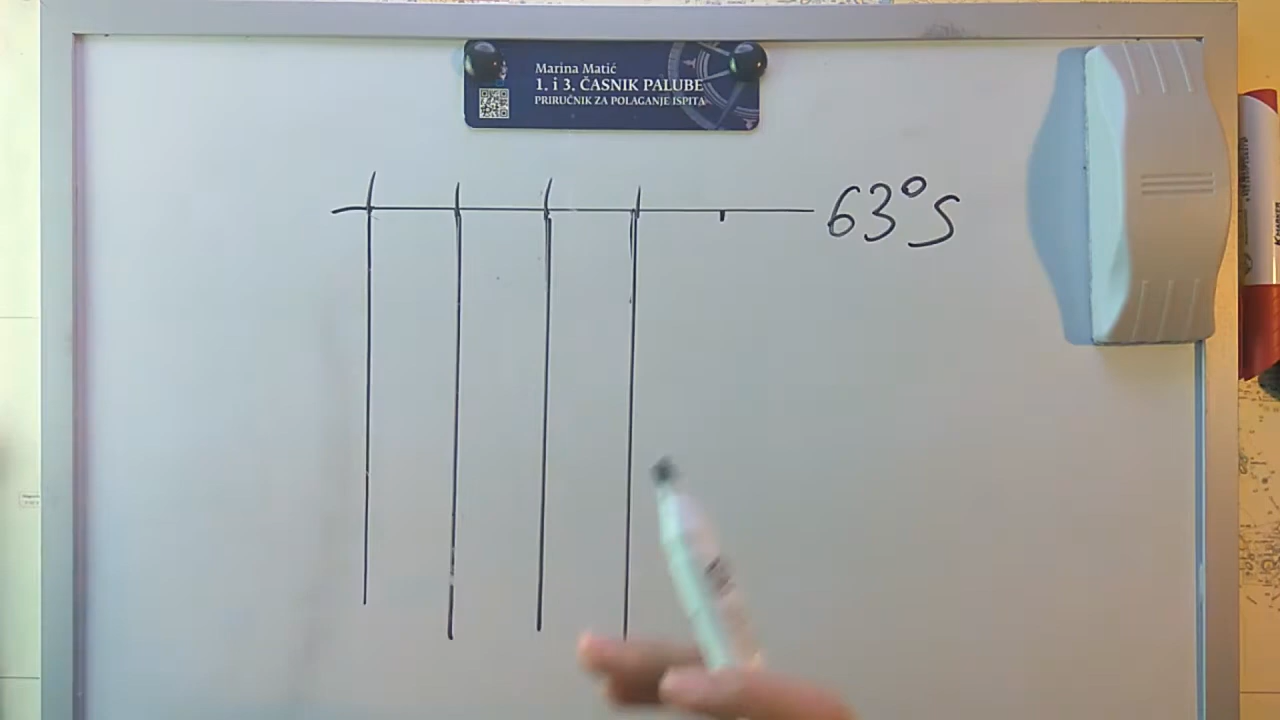 Marina Matić
1. i 3. ČASNIK PALUBE
PRIRUČNIK ZA POLAGANJE ISPITA
63°S